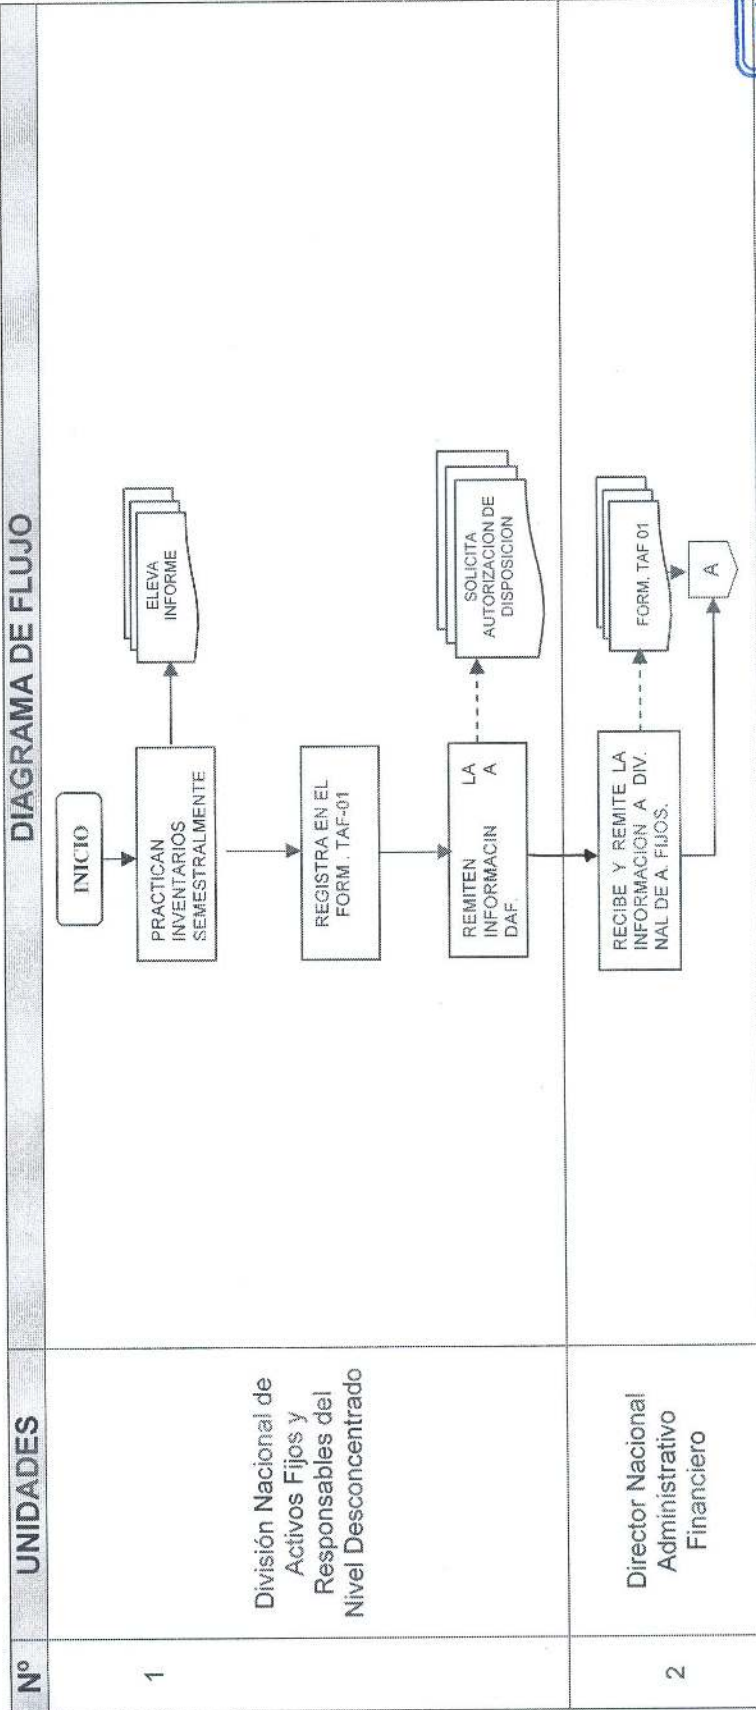 Nº
UNIDADES
DIAGRAMA DE FLUJO
1
División Nacional de
Activos Fijos y
Responsables del
Nivel Desconcentrado
INICIO
PRACTICAN
INVENTARIOS
SEMESTRALMENTE
ELEVA
INFORME
REGISTRA EN EL
FORM. TAF-01
REMITEN LA
INFORMACIN A
DAF.
SOLICITA
AUTORIZACION DE
DISPOSICION
2
Director Nacional
Administrativo
Financiero
RECIBE Y REMITE LA
INFORMACION A DIV.
NAL DE A. FIJOS.
FORM. TAF 01
A